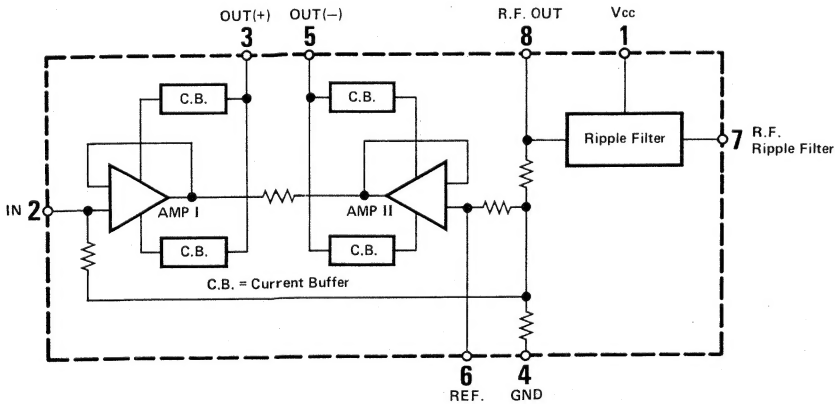 OUT(+) OUT(−) R.F. OUT Vcc
3 5 8 1
C.B. C.B.
Ripple Filter
7 R.F.
Ripple Filter
IN 2
AMP I AMP II
C.B. C.B.
C.B. = Current Buffer
6 4
REF. GND